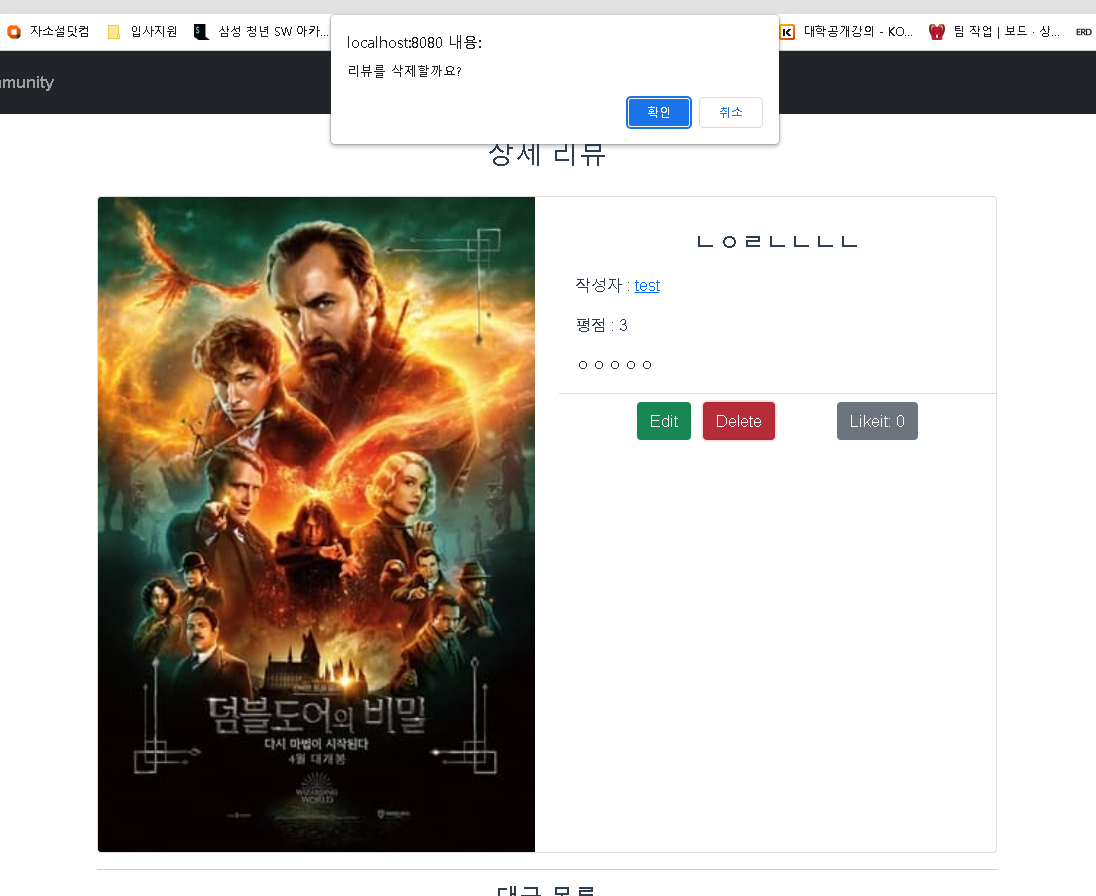 자소설닷컴 입사지원 삼성 청년 SW 아카... 대학공개강의 - KO... 팀 작업 | 보드 · 상... ERD
localhost:8080 내용:
리뷰를 삭제할까요?
확인 취소
munity
상세 리뷰
ㄴㅇㄹㄴㄴㄴㄴ
작성자 : test
평점 : 3
ㅇㅇㅇㅇㅇ
Edit Delete Likeit: 0
덤블도어의 비밀
다시 마법이 시작된다
4월 대개봉
WIZARDING
WORLD
댓글 목록